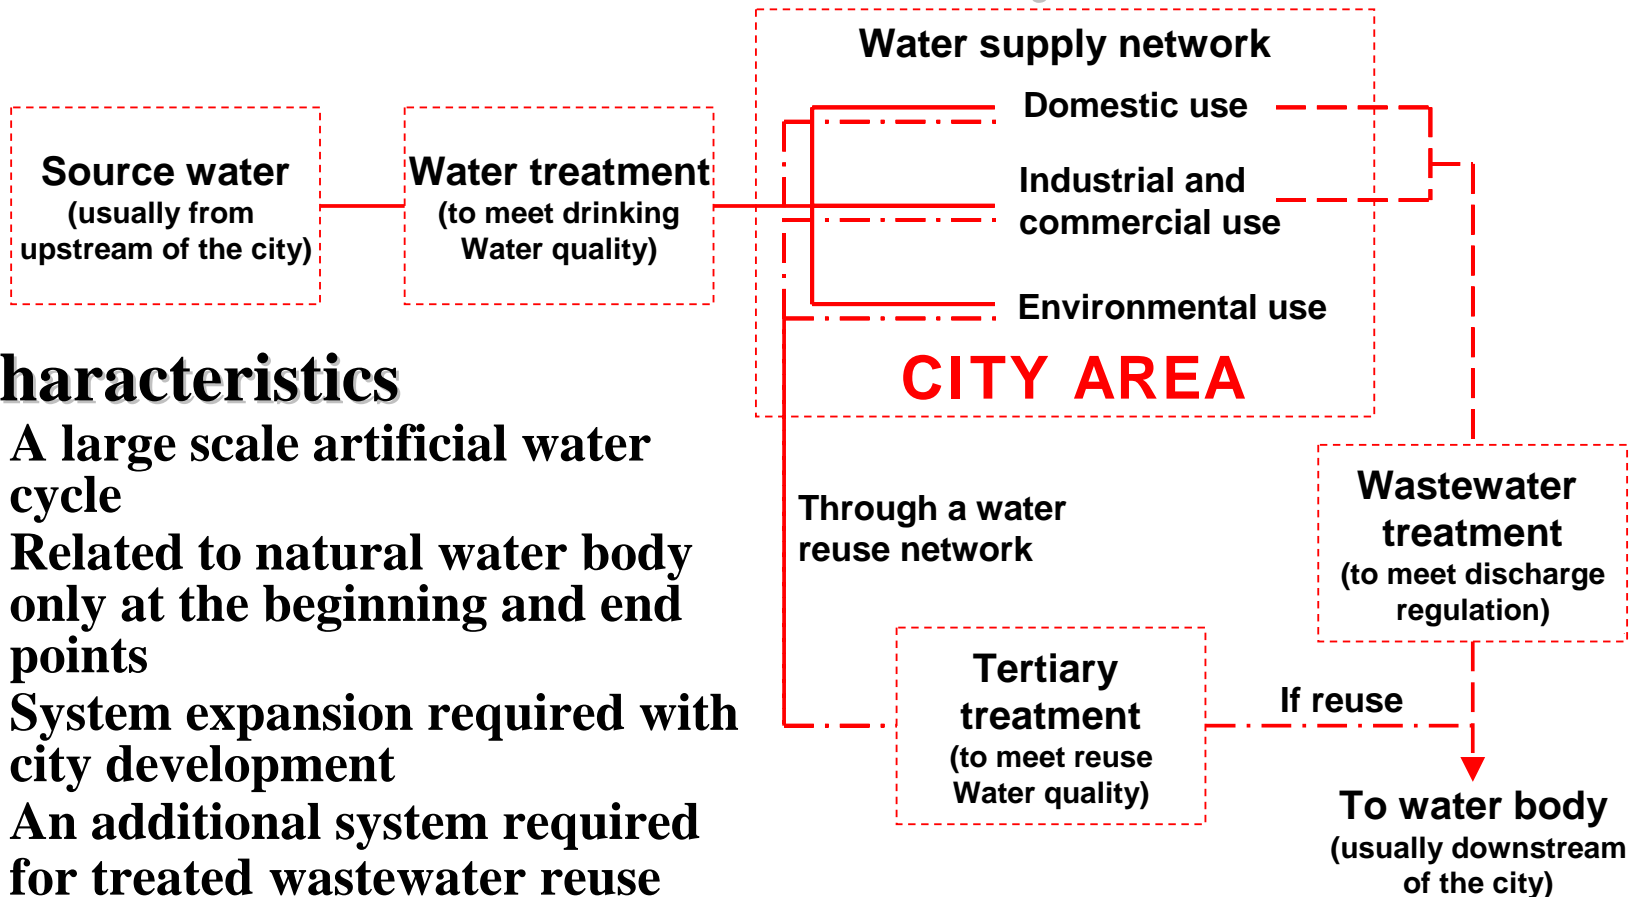 Water supply network
Domestic use
Source water
(usually from
upstream of the city)
Water treatment
(to meet drinking
Water quality)
Industrial and
commercial use
Environmental use
CITY AREA
haracteristics
A large scale artificial water
cycle
Related to natural water body
only at the beginning and end
points
System expansion required with
city development
An additional system required
for treated wastewater reuse
Through a water
reuse network
Wastewater
treatment
(to meet discharge
regulation)
Tertiary
treatment
(to meet reuse
Water quality)
If reuse
To water body
(usually downstream
of the city)